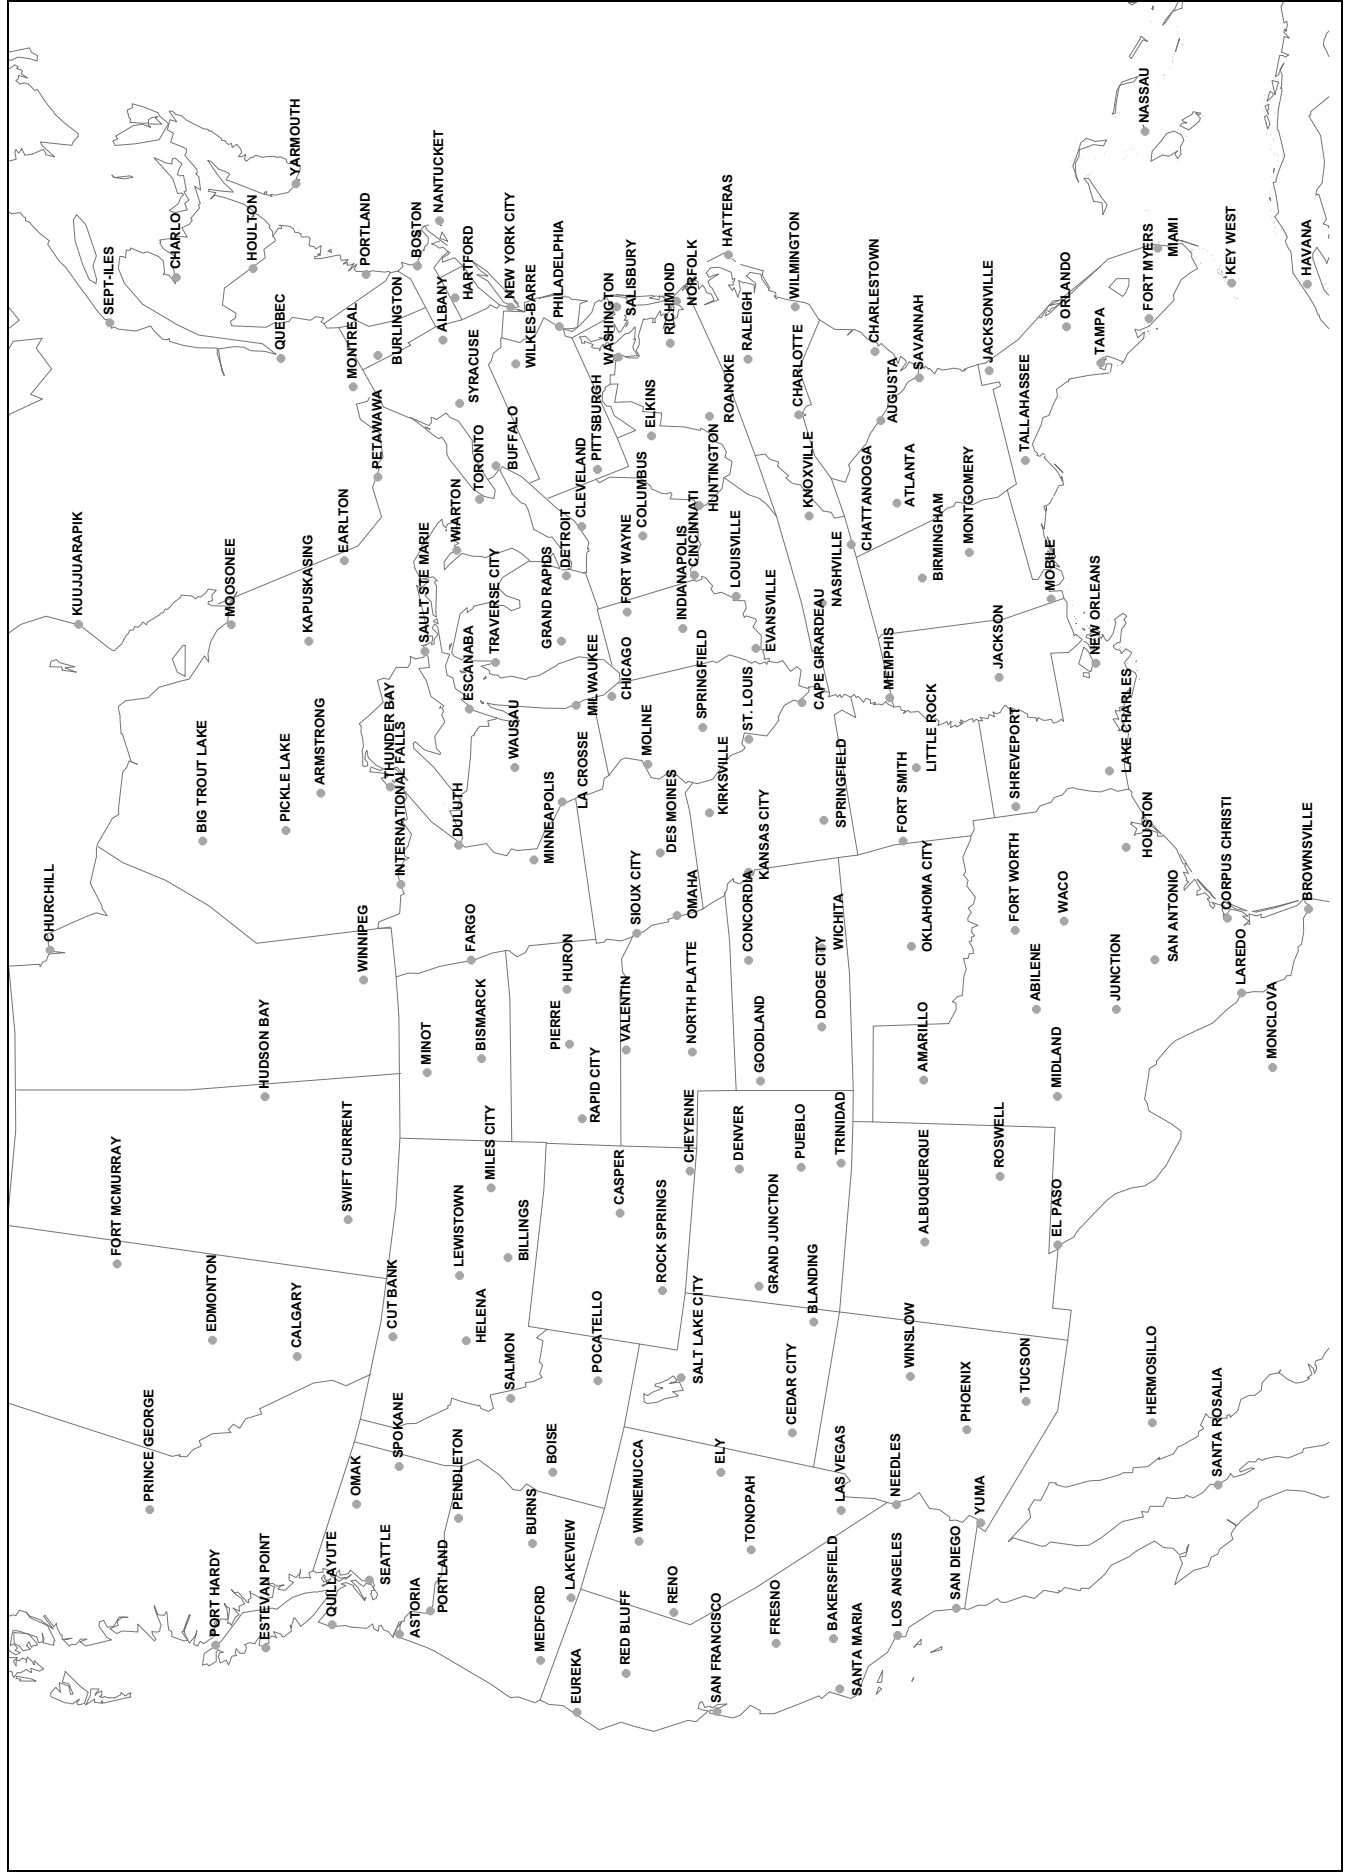 CHURCHILL
KUUJUARAPIK
SEPT-ILES
FORT MCMURRAY
PRINCE GEORGE
BIG TROUT LAKE
CHARLO
PORT HARDY
EDMONTON
MOOSONEE
ESTEVAN POINT
HUDSON BAY
PICKLE LAKE
HOULTON
CALGARY
ARMSTRONG
KAPUSKASING
QUEBEC
YARMOUTH
QUILLAYUTE
SWIFT CURRENT
WINNIPEG
EARLTON
MONTREAL
OMAK
SEATTLE
SPOKANE
CUT BANK
INTERNATIONAL FALLS
THUNDER BAY
PETAWAWA
BURLINGTON
PORTLAND
ASTORIA
PORTLAND
MINOT
SAULT STE MARIE
BOSTON
NANTUCKET
PENDLETON
HELENA
LEWISTOWN
FARGO
DULUTH
ESCANABA
WIARTON
ALBANY
HARTFORD
SALMON
MILES CITY
BISMARCK
TRAVERSE CITY
TORONTO
SYRACUSE
BILLINGS
WAUSAU
BUFFALO
NEW YORK CITY
BURNS
BOISE
MINNEAPOLIS
WILKES-BARRE
MEDFORD
LAKEVIEW
PIERRE
HURON
LA CROSSE
GRAND RAPIDS
DETROIT
PHILADELPHIA
EUREKA
POCATELLO
RAPID CITY
MILWAUKEE
CLEVELAND
PITTSBURGH
RED BLUFF
WINNEMUCCA
CASPER
VALENTIN
SIOUX CITY
CHICAGO
FORT WAYNE
WASHINGTON
SALISBURY
RENO
ROCK SPRINGS
MOLINE
COLUMBUS
ELKINS
SALT LAKE CITY
CHEYENNE
NORTH PLATTE
OMAHA
DES MOINES
INDIANAPOLIS
CINCINNATI
RICHMOND
NORFOLK
SAN FRANCISCO
ELY
SPRINGFIELD
KIRKSVILLE
HUNTINGTON
ROANOKE
HATTERAS
TONOPAH
DENVER
GOODLAND
CONCORDIA
KANSAS CITY
ST. LOUIS
LOUISVILLE
RALEIGH
FRESNO
GRAND JUNCTION
EVANSVILLE
CEDAR CITY
PUEBLO
WILMINGTON
CHARLOTTE
BLANDING
DODGE CITY
WICHITA
CAPE GIRARDEAU
KNOXVILLE
BAKERSFIELD
LAS VEGAS
TRINIDAD
SPRINGFIELD
NASHVILLE
SANTA MARIA
CHATTANOOGA
CHARLESTOWN
LOS ANGELES
NEEDLES
FORT SMITH
MEMPHIS
AUGUSTA
WINSLOW
ALBUQUERQUE
AMARILLO
OKLAHOMA CITY
LITTLE ROCK
BIRMINGHAM
ATLANTA
SAVANNAH
SAN DIEGO
PHOENIX
MONTGOMERY
YUMA
ROSWELL
JACKSON
JACKSONVILLE
TUCSON
FORT WORTH
SHREVEPORT
TALLAHASSEE
ABILENE
EL PASO
MIDLAND
WACO
MOBILE
ORLANDO
NEW ORLEANS
TAMPA
JUNCTION
HOUSTON
LAKE CHARLES
HERMOSILLO
SAN ANTONIO
FORT MYERS
MIAMI
NASSAU
SANTA ROSALIA
LAREDO
CORPUS CHRISTI
KEY WEST
MONCLOVA
BROWNSVILLE
HAVANA